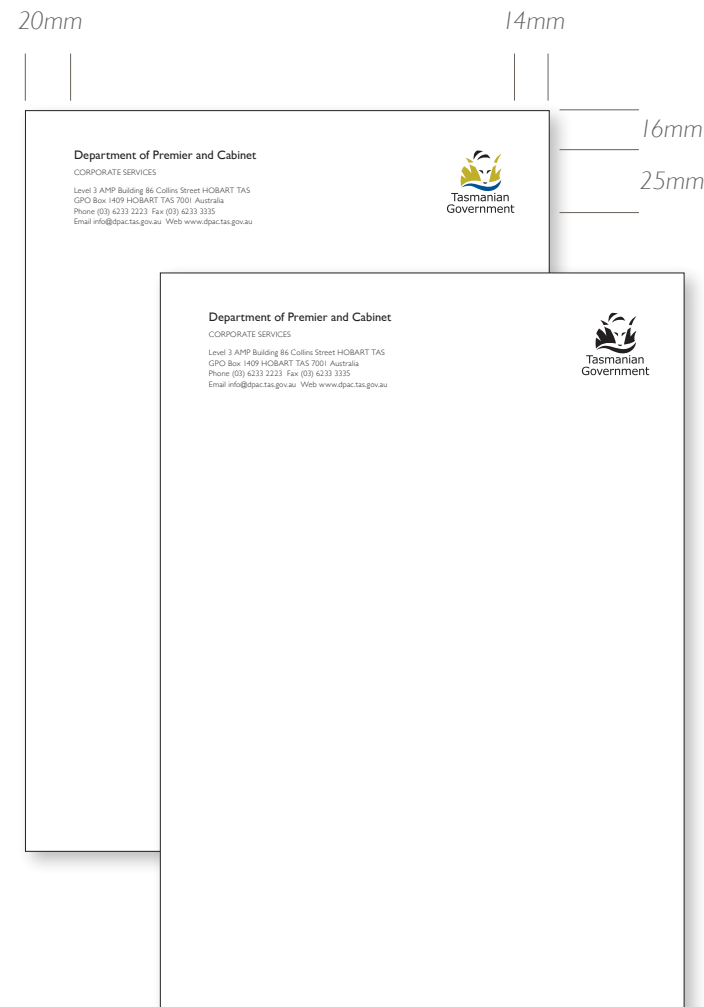 20mm
14mm
16mm
25mm
Department of Premier and Cabinet
CORPORATE SERVICES
Level 3 AMP Building 86 Collins Street HOBART TAS
GPO Box 1409 HOBART TAS 7001 Australia
Phone (03) 6233 2223 Fax (03) 6233 3335
Email info@dpac.tas.gov.au Web www.dpac.tas.gov.au
Tasmanian
Government
Department of Premier and Cabinet
CORPORATE SERVICES
Level 3 AMP Building 86 Collins Street HOBART TAS
GPO Box 1409 HOBART TAS 7001 Australia
Phone (03) 6233 2223 Fax (03) 6233 3335
Email info@dpac.tas.gov.au Web www.dpac.tas.gov.au
Tasmanian
Government